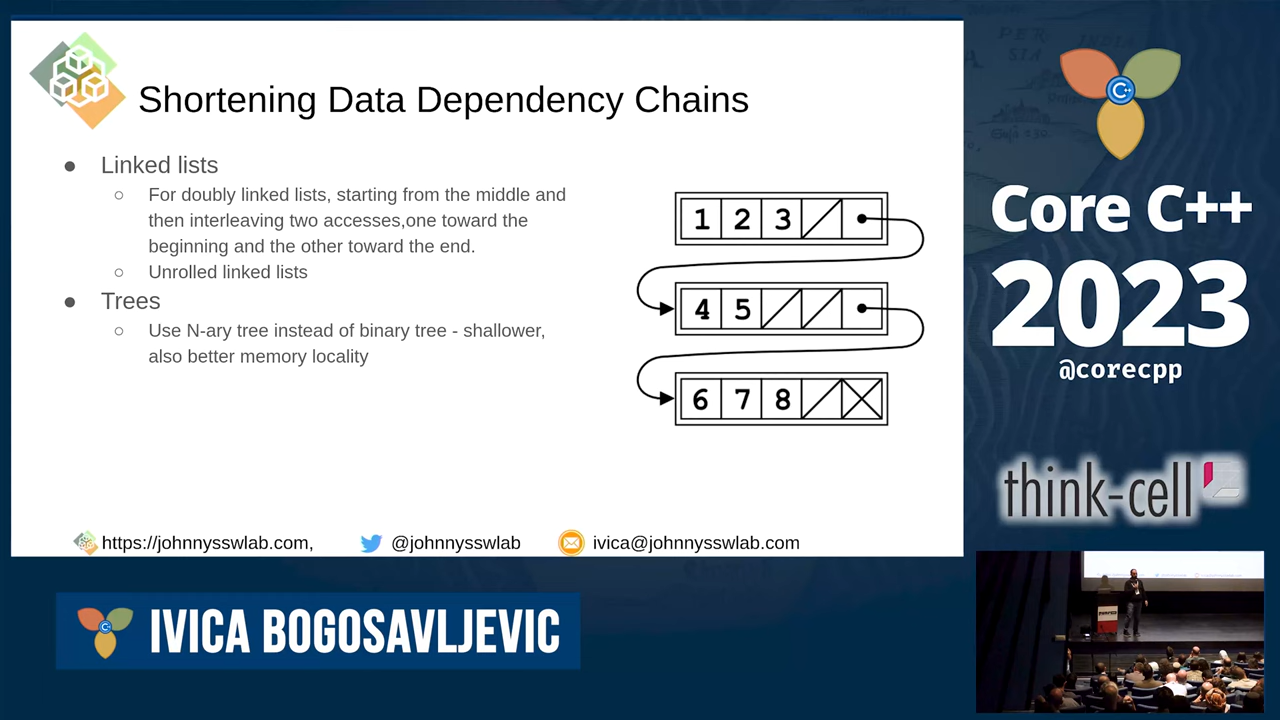 Shortening Data Dependency Chains
● Linked lists
○ For doubly linked lists, starting from the middle and
then interleaving two accesses,one toward the
beginning and the other toward the end.
○ Unrolled linked lists
● Trees
○ Use N-ary tree instead of binary tree - shallower,
also better memory locality
1 2 3
4 5
6 7 8
https://johnnysswlab.com, @johnnysswlab ivica@johnnysswlab.com
IVICA BOGOSAVLJEVIC
C++
Core C++
2023
@corecpp
think-cell